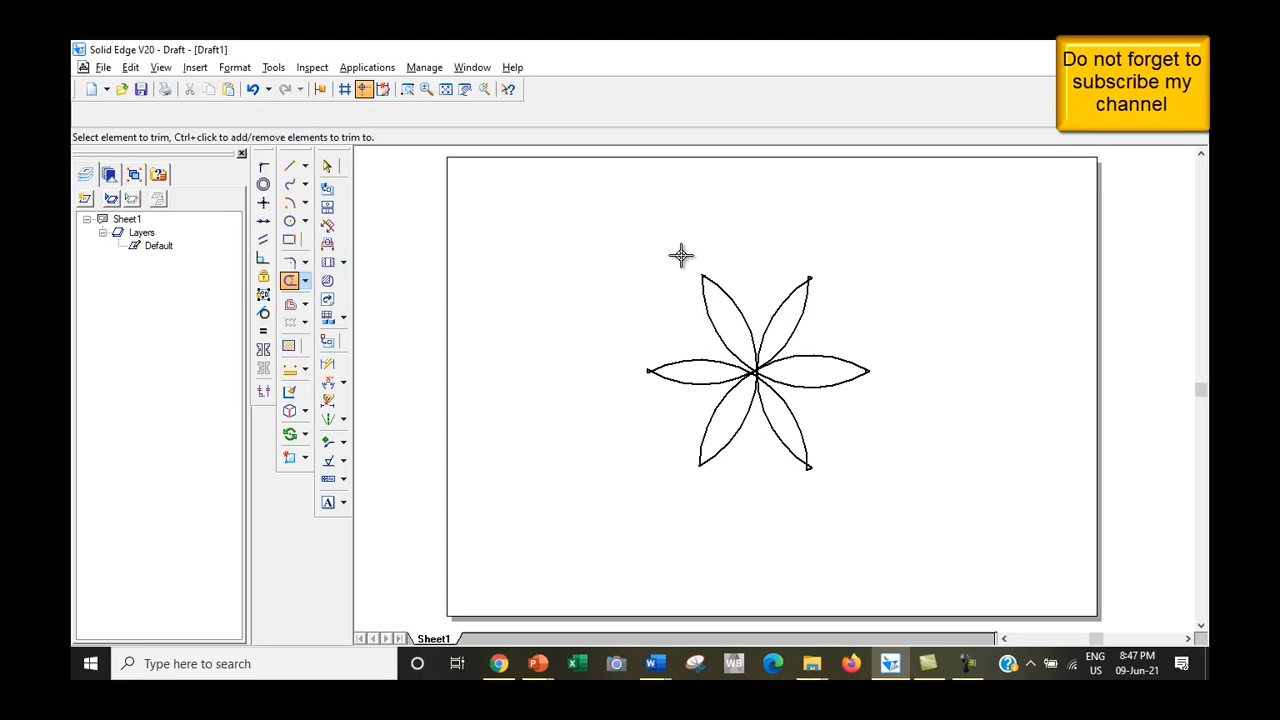 Solid Edge V20 - Draft - [Draft1]
Do not forget to
subscribe my
channel
File Edit View Insert Format Tools Inspect Applications Manage Window Help
Select element to trim, Ctrl+click to add/remove elements to trim to.
Sheet1
Layers
Default
A
Sheet1
Type here to search
WB
ENG
US
8:47 PM
09-Jun-21